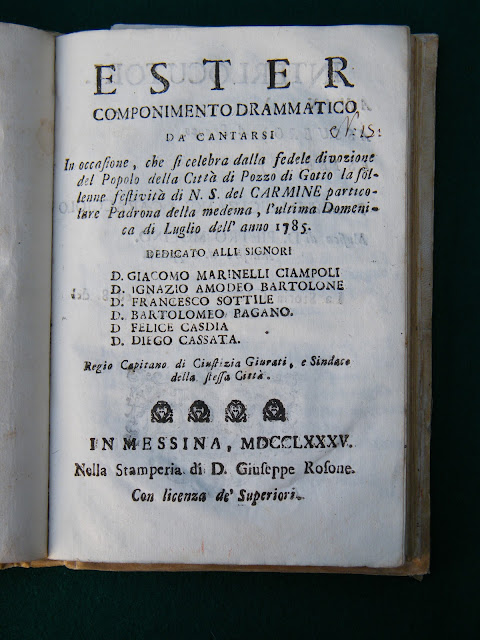 ESTER
COMPONIMENTO DRAMMATICO
DA CANTARSI
N. 15:
In occasione, che si celebra dalla fedele divozione
del Popolo della Città di Pozzo di Gotto la sol-
lenne festività di N. S. del CARMINE partico-
lare Padrona della medema, l'ultima Domeni-
ca di Luglio dell' anno 1785.
DEDICATO ALLI SIGNORI
D. GIACOMO MARINELLI CIAMPOLI
D. IGNAZIO AMODEO BARTOLONE
D. FRANCESCO SOTTILE
D. BARTOLOMEO PAGANO.
D FELICE CASDIA
D. DIEGO CASSATA.
Regio Capitano di Giustizia Giurati, e Sindaco
della stessa Città.
IN MESSINA, MDCCLXXXV.
Nella Stamperia di D. Giuseppe Rosone.
Con licenza de' Superiori.